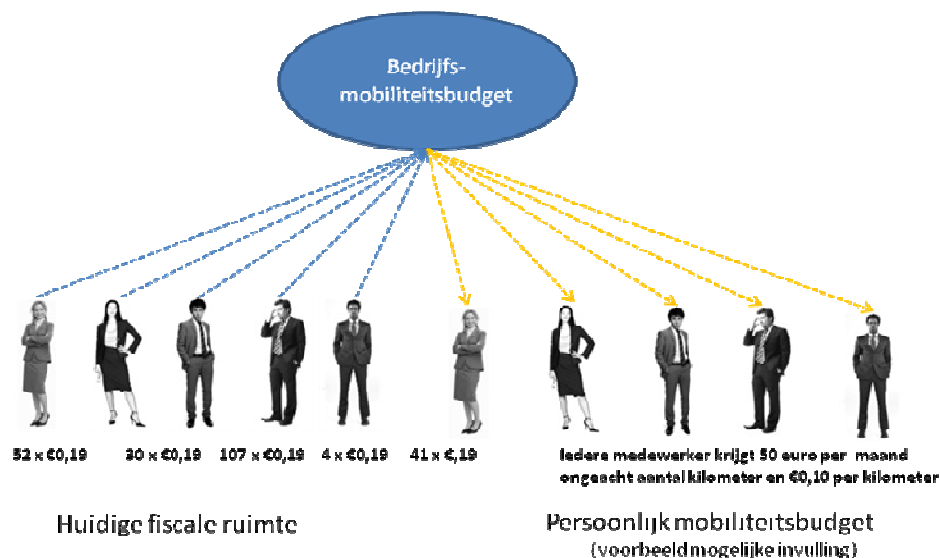 Bedrijfs-
mobiliteitsbudget
52 x €0,19 30 x €0,19 107 x €0,19 4 x €0,19 41 x €,19
Iedere medewerker krijgt 50 euro per maand
ongeacht aantal kilometer en €0,10 per kilometer
Huidige fiscale ruimte
Persoonlijk mobiliteitsbudget
(voorbeeld mogelijke invulling)